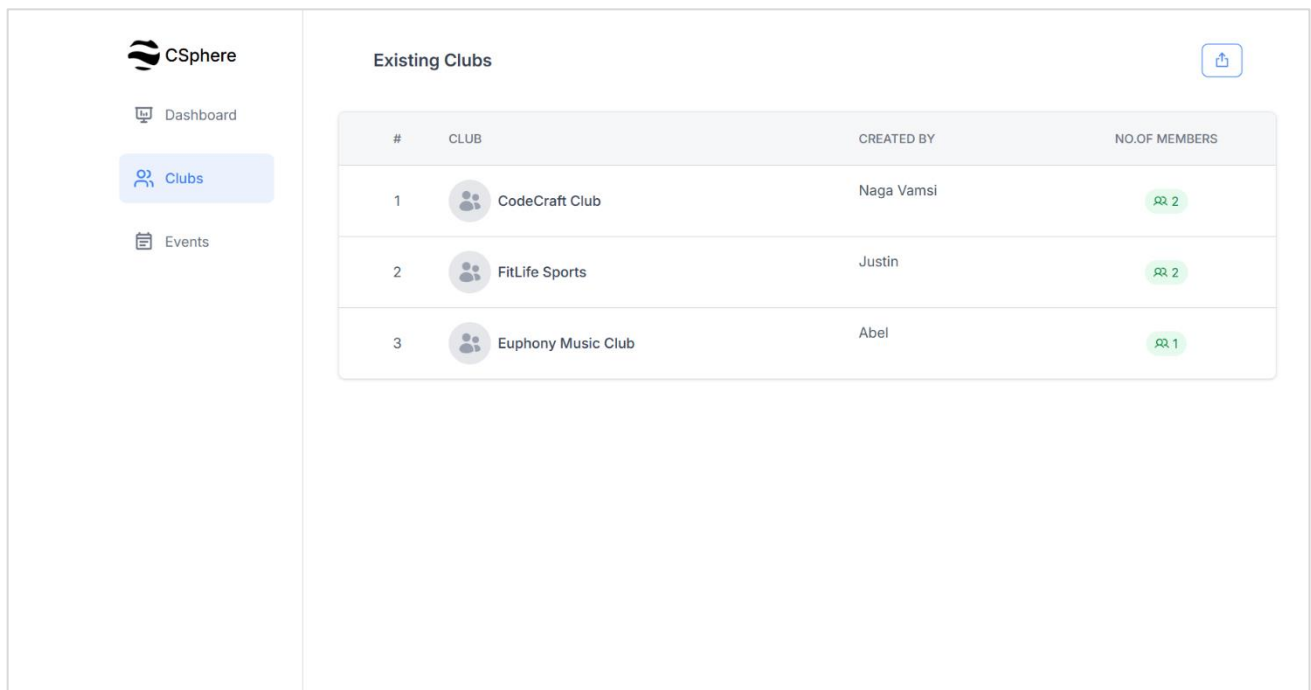 CSphere
Dashboard
Clubs
Events
Existing Clubs
# CLUB CREATED BY NO.OF MEMBERS
1 CodeCraft Club Naga Vamsi 2
2 FitLife Sports Justin 2
3 Euphony Music Club Abel 1